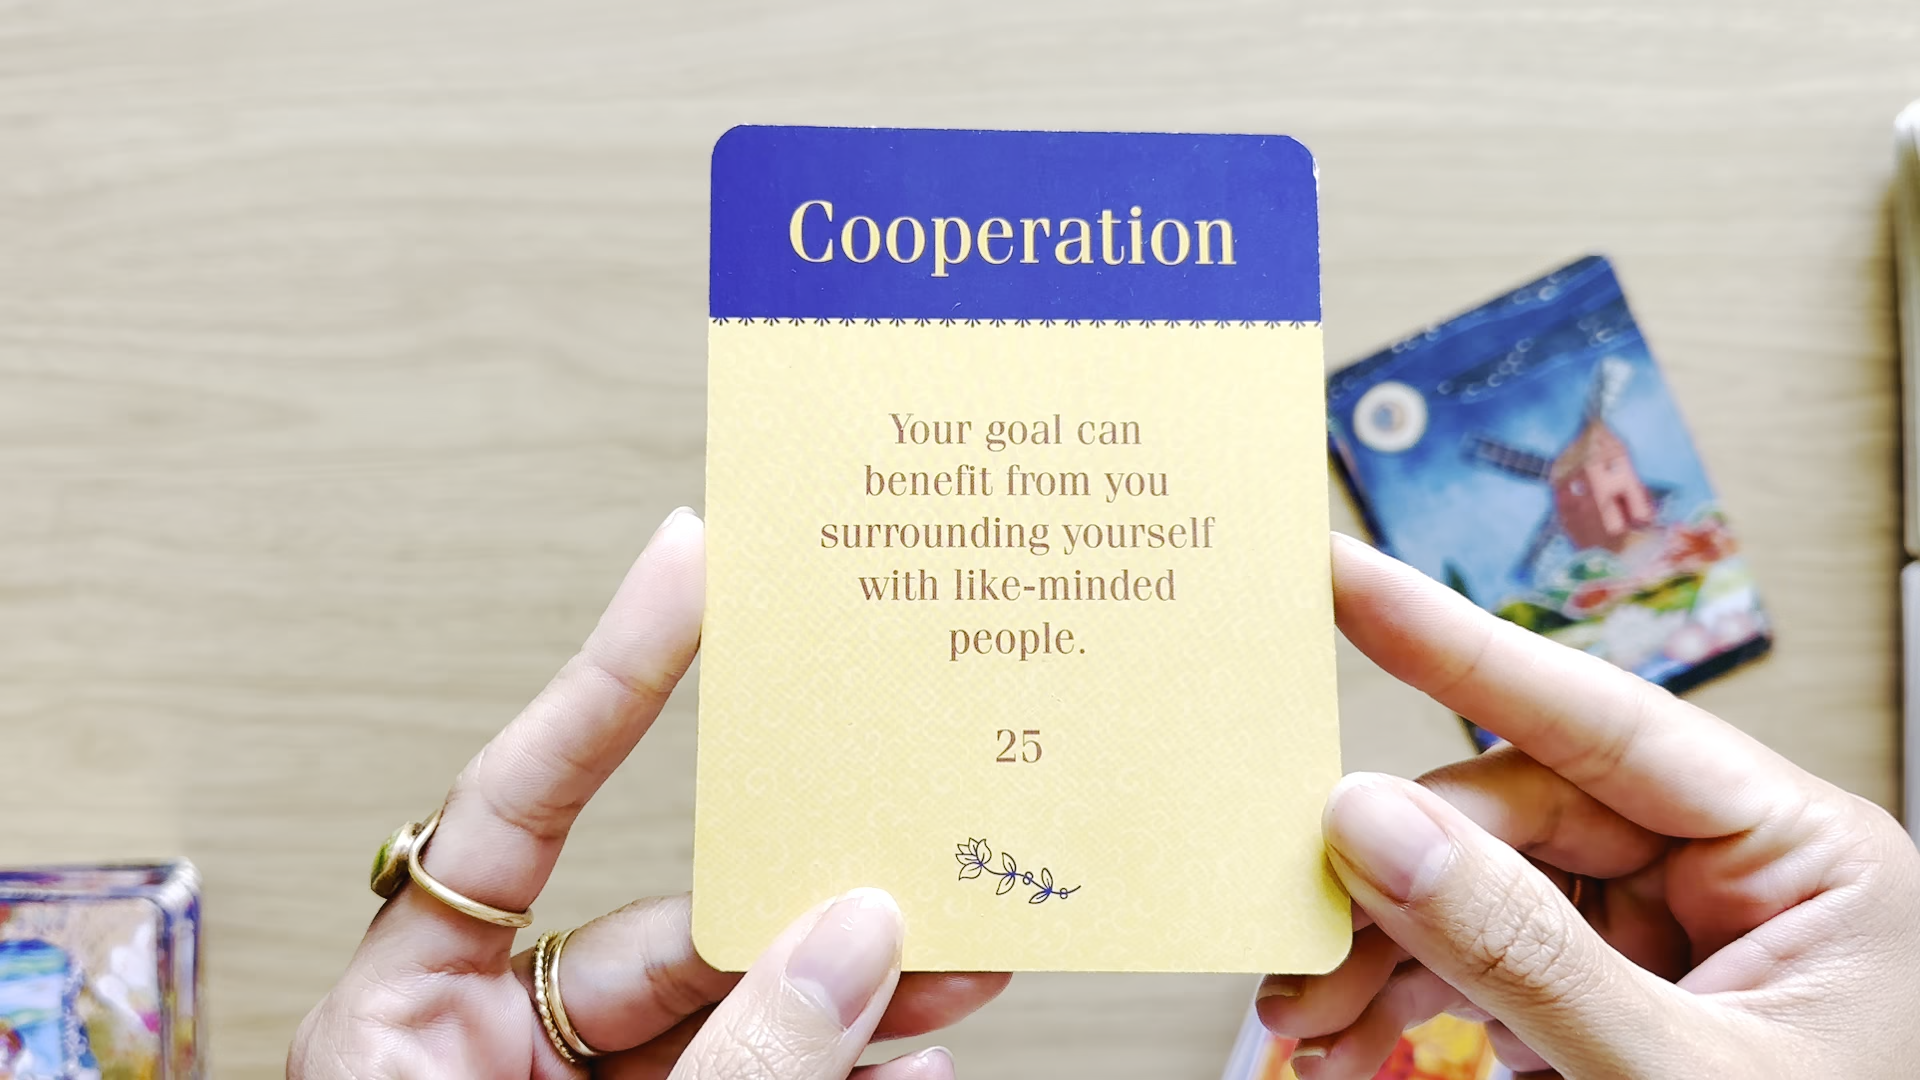 Cooperation
Your goal can
benefit from you
surrounding yourself
with like-minded
people.
25